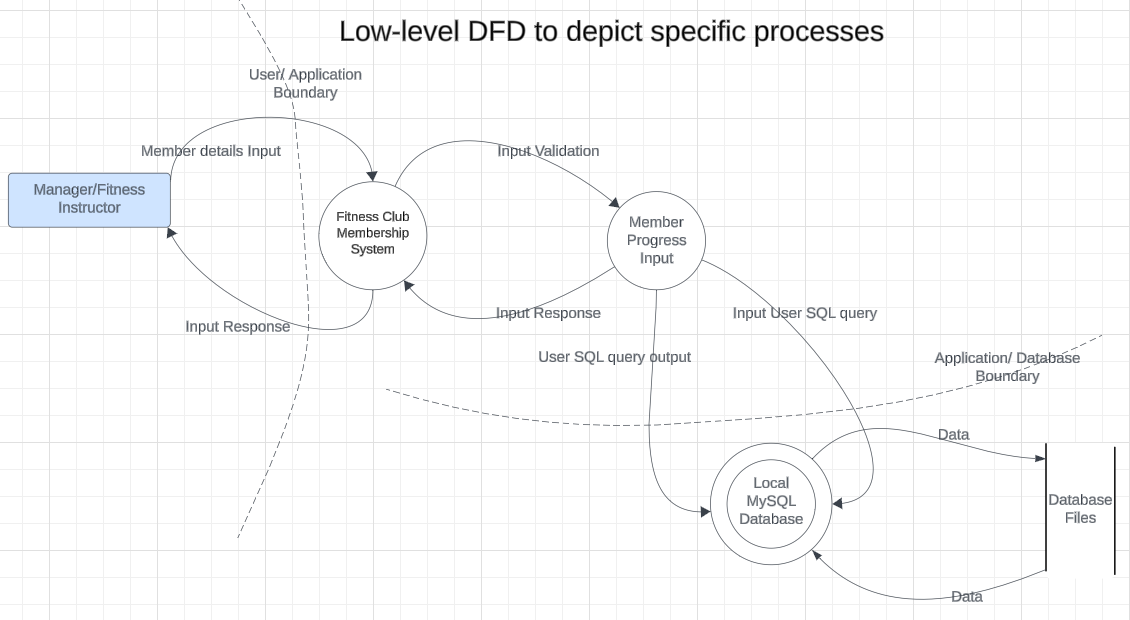 Low-level DFD to depict specific processes
User/ Application
Boundary
Member details Input
Input Validation
Manager/Fitness
Instructor
Fitness Club
Membership
System
Member
Progress
Input
Input Response
Input Response
Input User SQL query
User SQL query output
Application/ Database
Boundary
Data
Local
MySQL
Database
Database
Files
Data